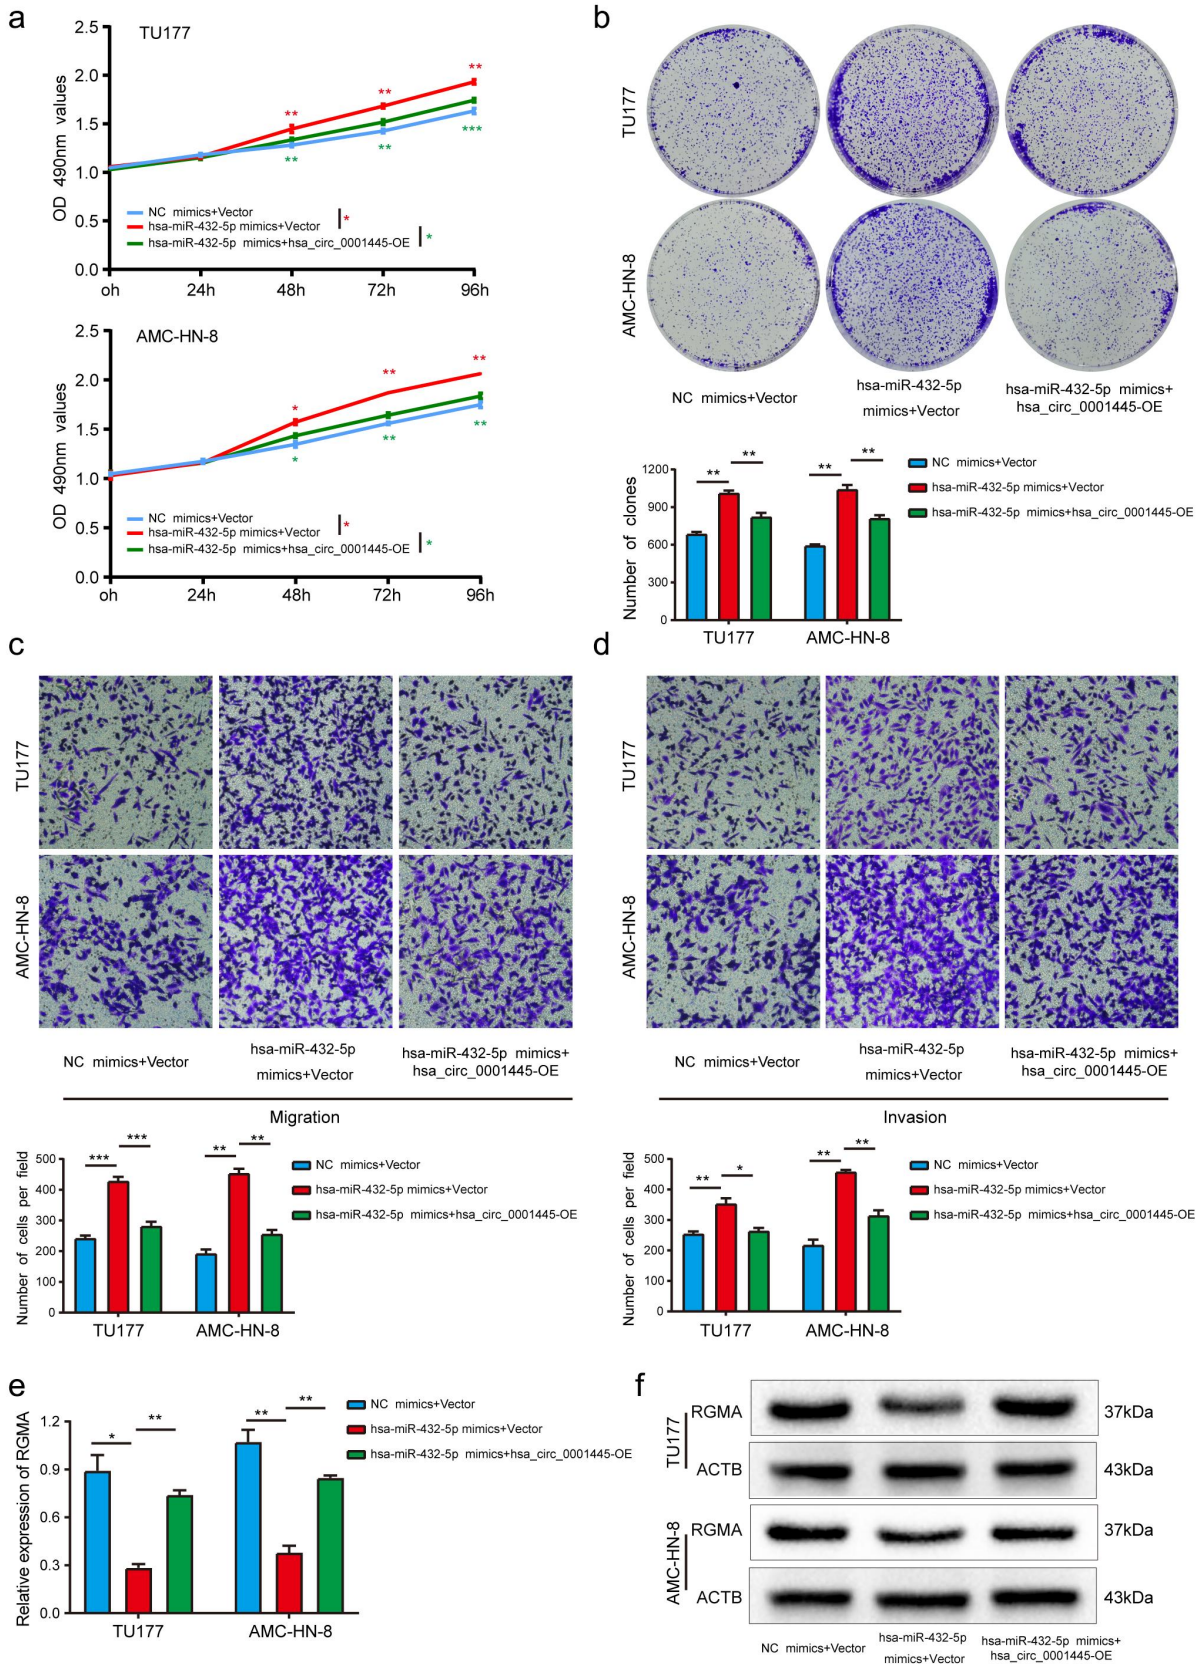 a
TU177
2.5
2.0
1.5
1.0
0.5
0.0
OD 490nm values
** ** **
** ** ***
NC mimics+Vector
hsa-miR-432-5p mimics+Vector
hsa-miR-432-5p mimics+hsa_circ_0001445-OE
*
*
oh 24h 48h 72h 96h
AMC-HN-8
2.5
2.0
1.5
1.0
0.5
0.0
OD 490nm values
* ** **
* ** **
NC mimics+Vector
hsa-miR-432-5p mimics+Vector
hsa-miR-432-5p mimics+hsa_circ_0001445-OE
*
*
oh 24h 48h 72h 96h
b
TU177
AMC-HN-8
NC mimics+Vector
hsa-miR-432-5p
mimics+Vector
hsa-miR-432-5p mimics+
hsa_circ_0001445-OE
Number of clones
1200
900
600
300
0
** ** ** **
TU177 AMC-HN-8
NC mimics+Vector
hsa-miR-432-5p mimics+Vector
hsa-miR-432-5p mimics+hsa_circ_0001445-OE
c
TU177
AMC-HN-8
NC mimics+Vector
hsa-miR-432-5p
mimics+Vector
hsa-miR-432-5p mimics+
hsa_circ_0001445-OE
Migration
Number of cells per field
500
400
300
200
100
0
*** *** ** **
TU177 AMC-HN-8
NC mimics+Vector
hsa-miR-432-5p mimics+Vector
hsa-miR-432-5p mimics+hsa_circ_0001445-OE
d
TU177
AMC-HN-8
NC mimics+Vector
hsa-miR-432-5p
mimics+Vector
hsa-miR-432-5p mimics+
hsa_circ_0001445-OE
Invasion
Number of cells per field
500
400
300
200
100
0
** * ** **
TU177 AMC-HN-8
NC mimics+Vector
hsa-miR-432-5p mimics+Vector
hsa-miR-432-5p mimics+hsa_circ_0001445-OE
e
Relative expression of RGMA
1.2
0.9
0.6
0.3
0.0
* ** ** **
TU177 AMC-HN-8
NC mimics+Vector
hsa-miR-432-5p mimics+Vector
hsa-miR-432-5p mimics+hsa_circ_0001445-OE
f
TU177
RGMA 37kDa
ACTB 43kDa
AMC-HN-8
RGMA 37kDa
ACTB 43kDa
NC mimics+Vector
hsa-miR-432-5p
mimics+Vector
hsa-miR-432-5p mimics+
hsa_circ_0001445-OE